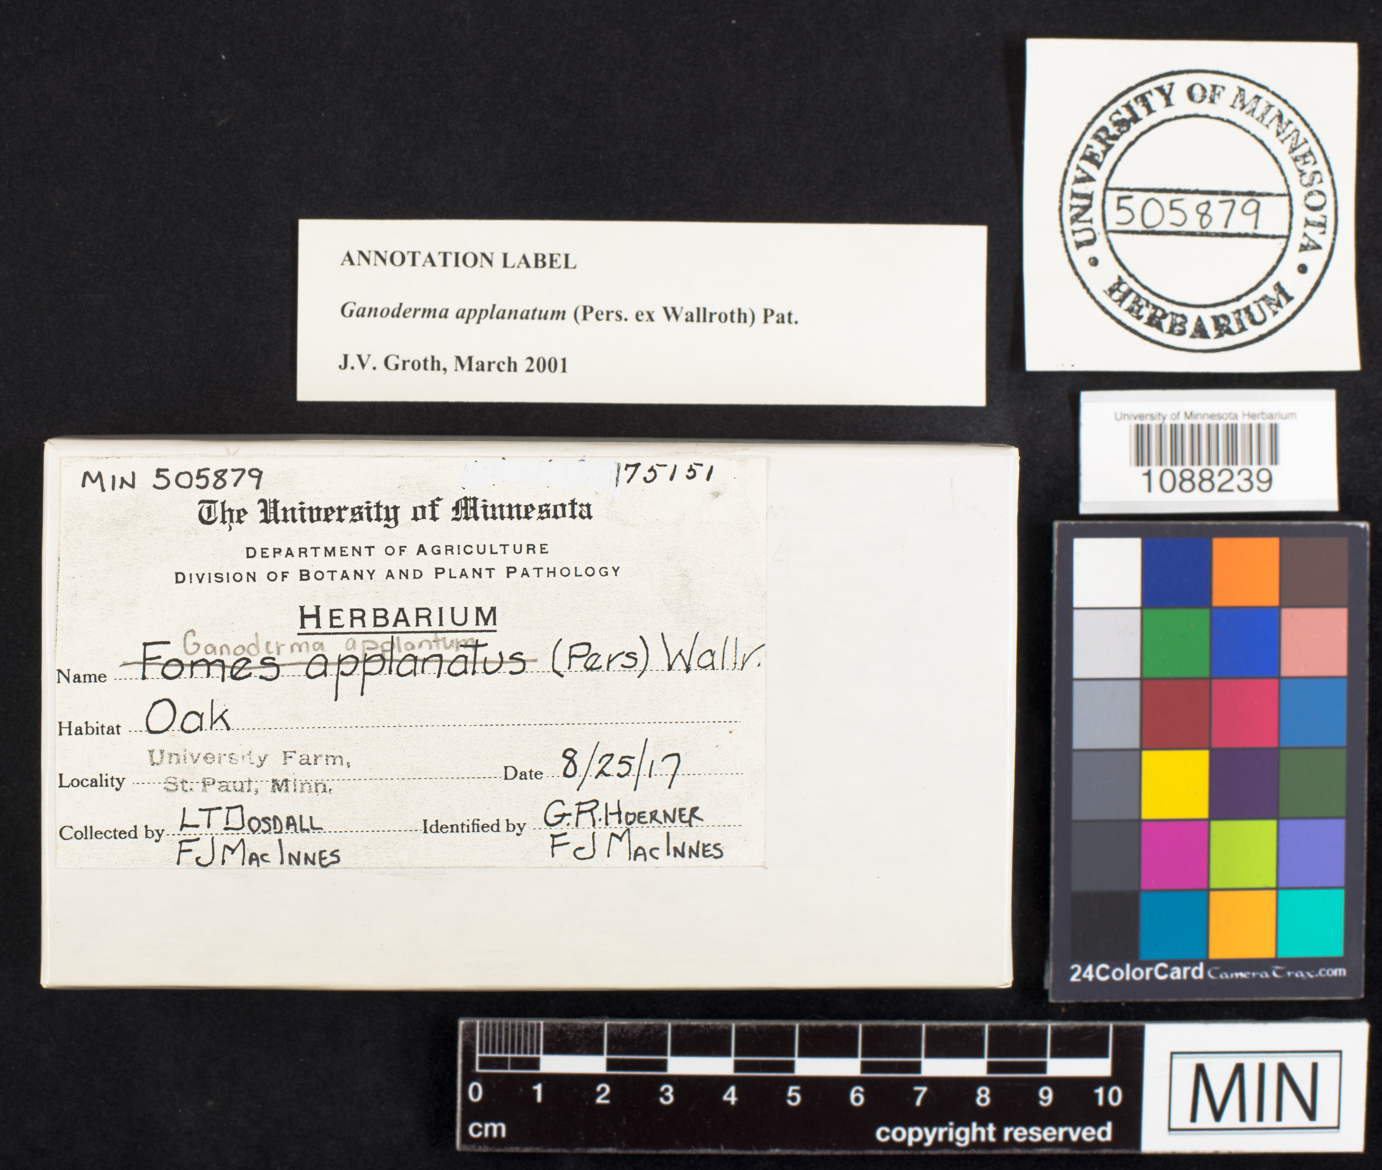 UNIVERSITY OF MINNESOTA
505879
HERBARIUM
ANNOTATION LABEL
Ganoderma applanatum (Pers. ex Wallroth) Pat.
J.V. Groth, March 2001
University of Minnesota Herbarium
1088239
MIN 505879 175151
The University of Minnesota
DEPARTMENT OF AGRICULTURE
DIVISION OF BOTANY AND PLANT PATHOLOGY
HERBARIUM
Ganoderma applantum
Name Fomes applanatus (Pers) Wallr.
Habitat Oak
University Farm,
Locality St. Paul, Minn. Date 8/25/17
Collected by LTDOSDALL Identified by G.R.HOERNER
FJ MACINNES FJ MACINNES
24ColorCard CameraTrax.com
0 1 2 3 4 5 6 7 8 9 10
cm copyright reserved
MIN